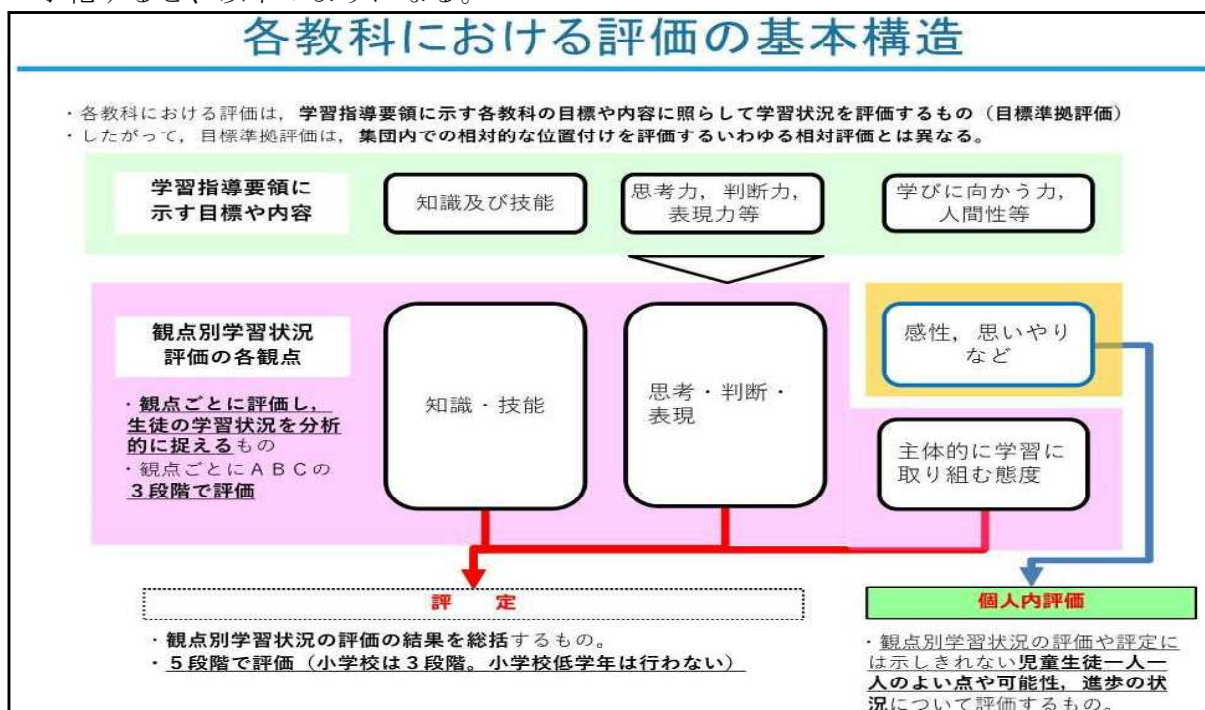 各教科における評価の基本構造
・各教科における評価は，学習指導要領に示す各教科の目標や内容に照らして学習状況を評価するもの（目標準拠評価）
・したがって，目標準拠評価は，集団内での相対的な位置付けを評価するいわゆる相対評価とは異なる。
学習指導要領に
示す目標や内容
知識及び技能
思考力，判断力，
表現力等
学びに向かう力，
人間性等
観点別学習状況
評価の各観点
・観点ごとに評価し，
生徒の学習状況を分析
的に捉えるもの
・観点ごとにＡＢＣの
３段階で評価
知識・技能
思考・判断・
表現
感性，思いやり
など
主体的に学習に
取り組む態度
評　定
・観点別学習状況の評価の結果を総括するもの。
・５段階で評価（小学校は３段階。小学校低学年は行わない）
個人内評価
・観点別学習状況の評価や評定に
は示しきれない児童生徒一人一
人のよい点や可能性，進歩の状
況について評価するもの。